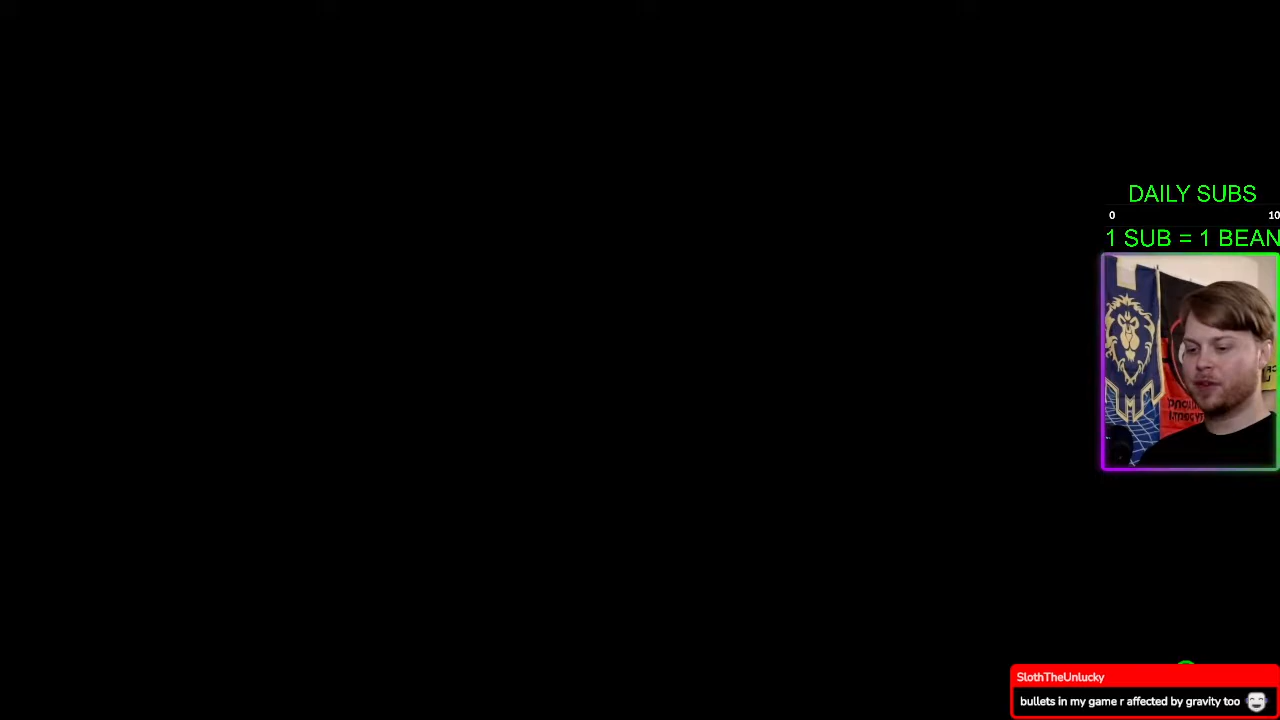 DAILY SUBS
0 10
1 SUB = 1 BEAN
SlothTheUnlucky
bullets in my game r affected by gravity too